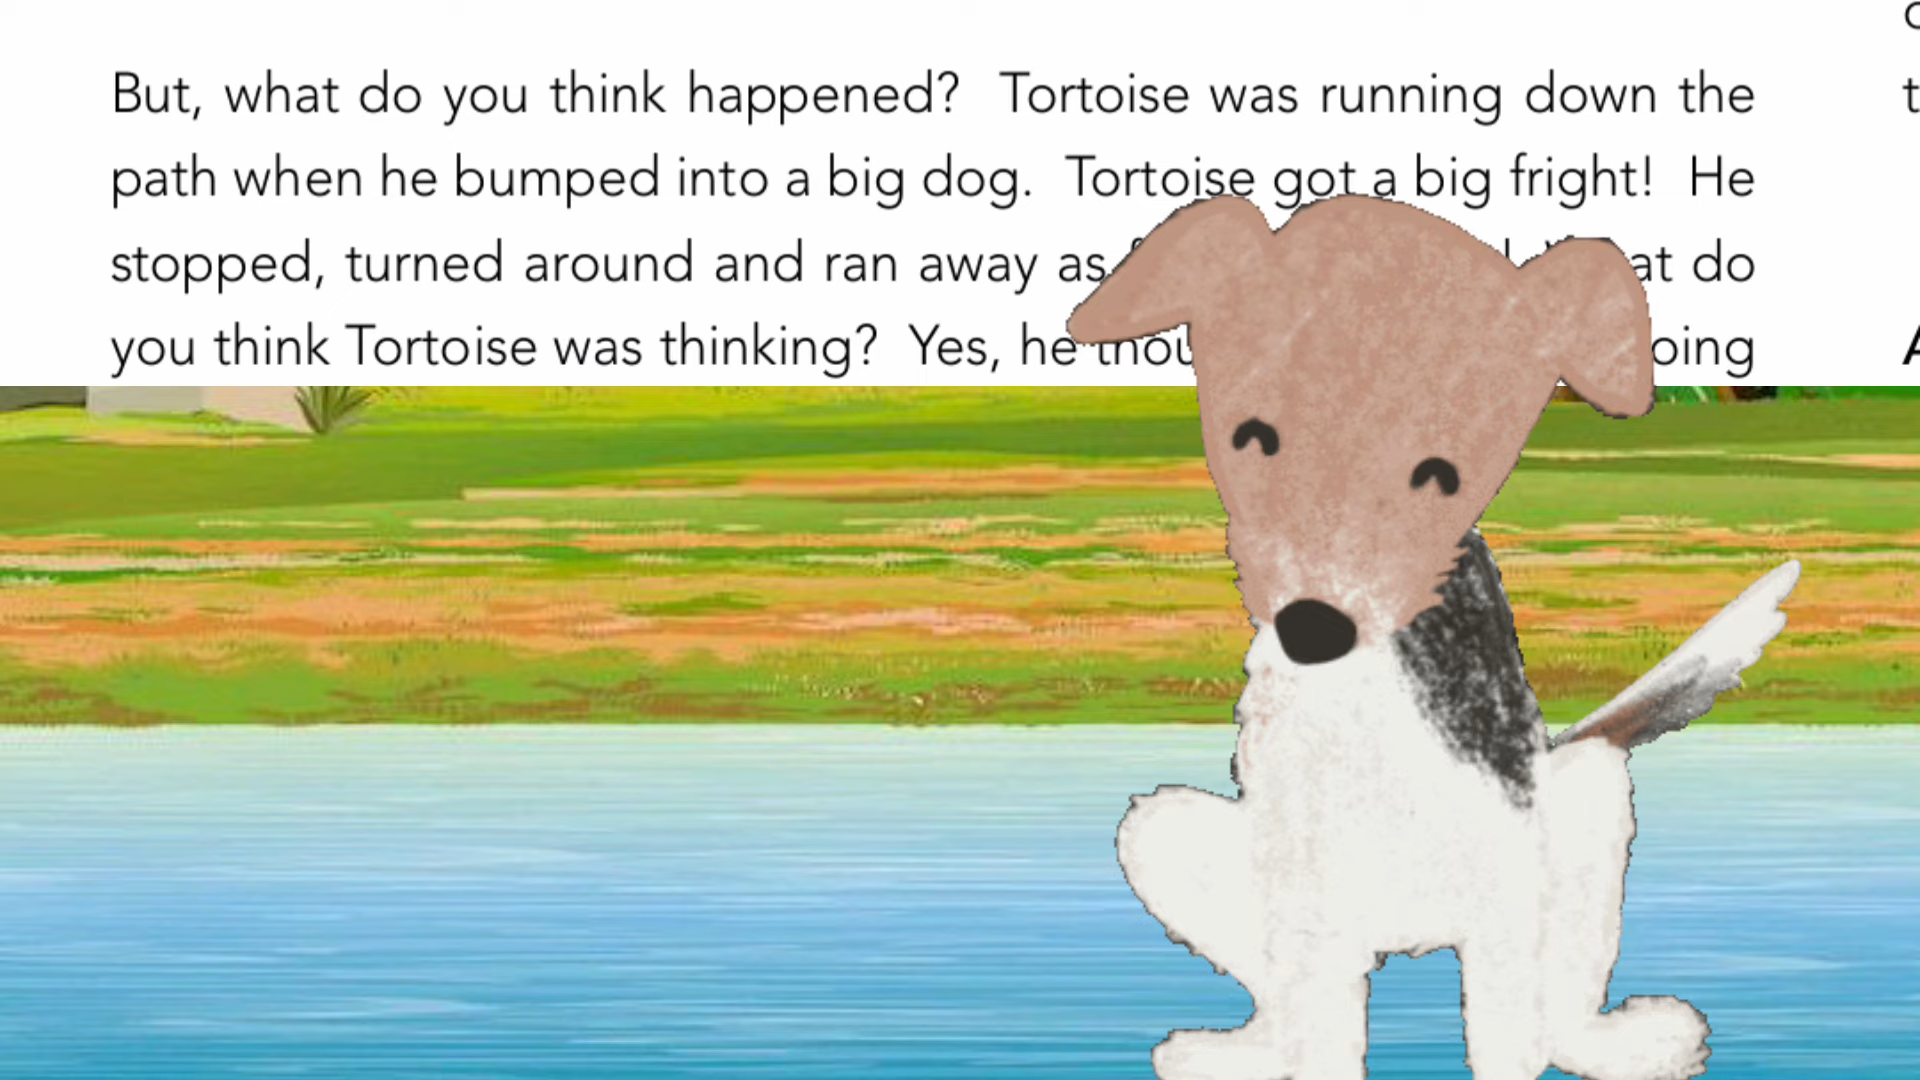 But, what do you think happened? Tortoise was running down the
path when he bumped into a big dog. Tortoise got a big fright! He
stopped, turned around and ran away as do
you think Tortoise was thinking? Yes, he